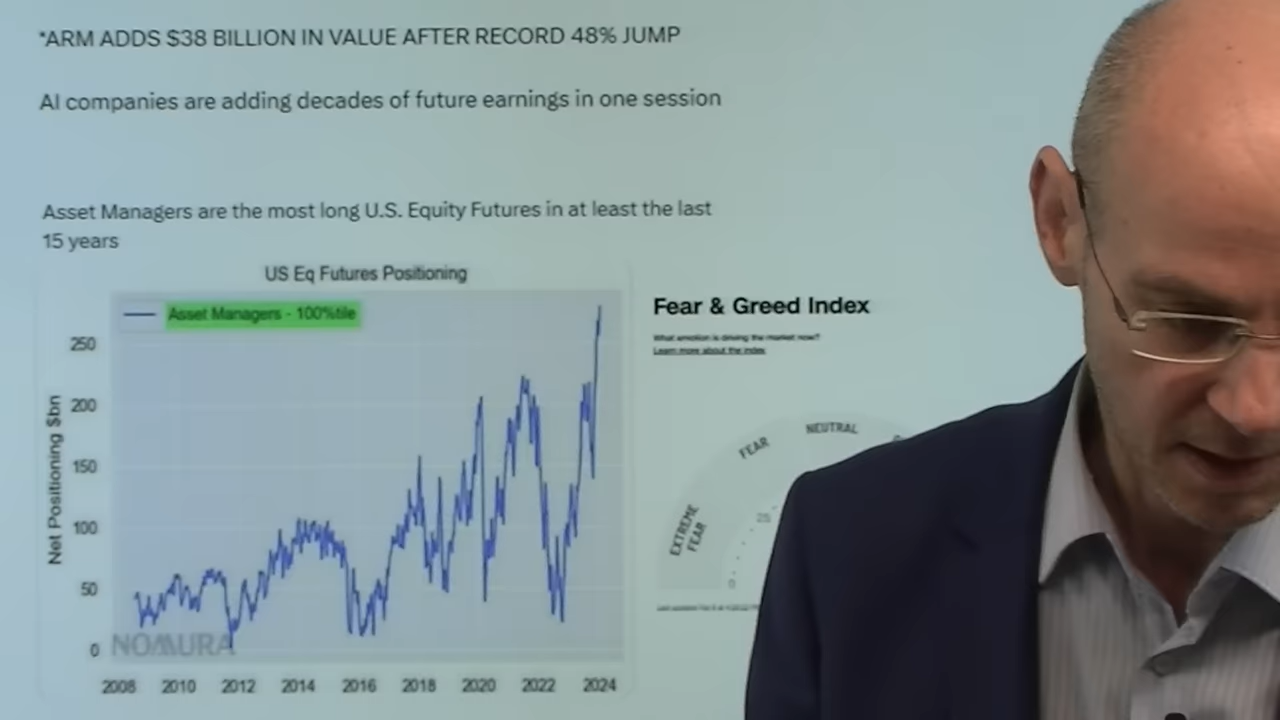 *ARM ADDS $38 BILLION IN VALUE AFTER RECORD 48% JUMP
AI companies are adding decades of future earnings in one session
Asset Managers are the most long U.S. Equity Futures in at least the last
15 years
US Eq Futures Positioning
Asset Managers - 100%tile
Net Positioning $bn
250
200
150
100
50
0
NOMURA
2008 2010 2012 2014 2016 2018 2020 2022 2024
Fear & Greed Index
What emotion is driving the market now?
Learn more about the index
EXTREME
FEAR
FEAR
NEUTRAL
25
0